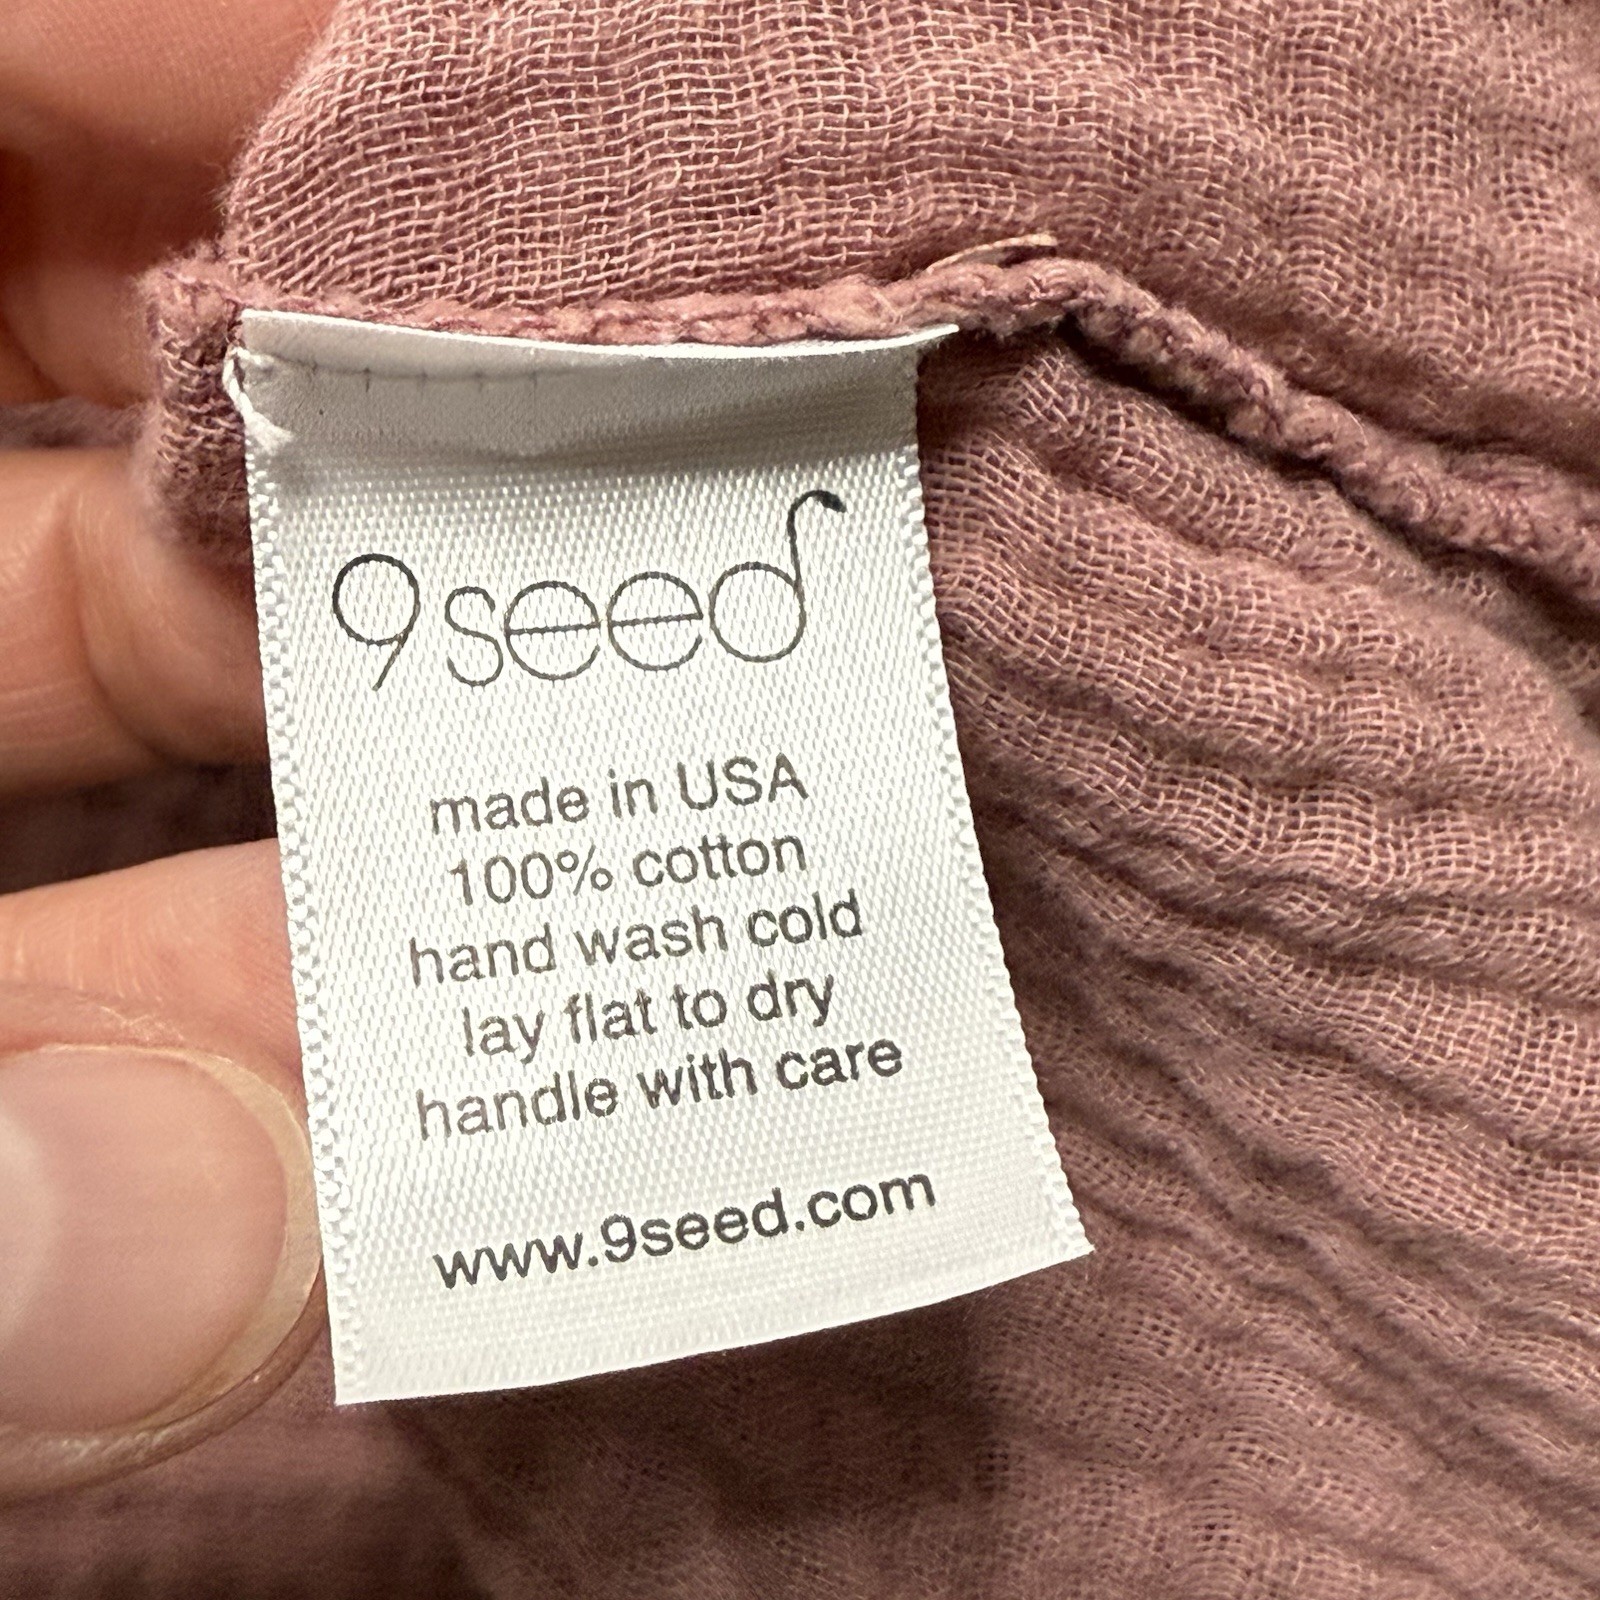 9seed
made in USA
100% cotton
hand wash cold
lay flat to dry
handle with care
www.9seed.com